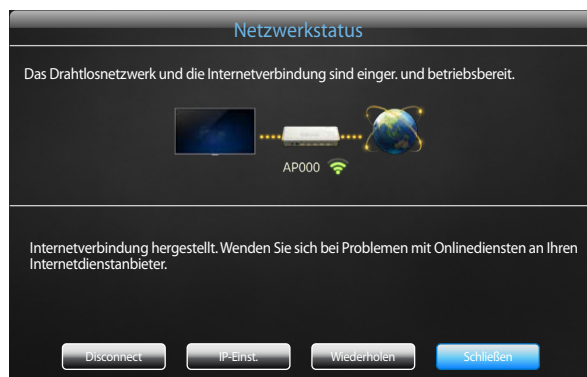 Netzwerkstatus
Das Drahtlosnetzwerk und die Internetverbindung sind einger. und betriebsbereit.
AP000
Internetverbindung hergestellt. Wenden Sie sich bei Problemen mit Onlinediensten an Ihren
Internetdienstanbieter.
Disconnect
IP-Einst.
Wiederholen
Schließen